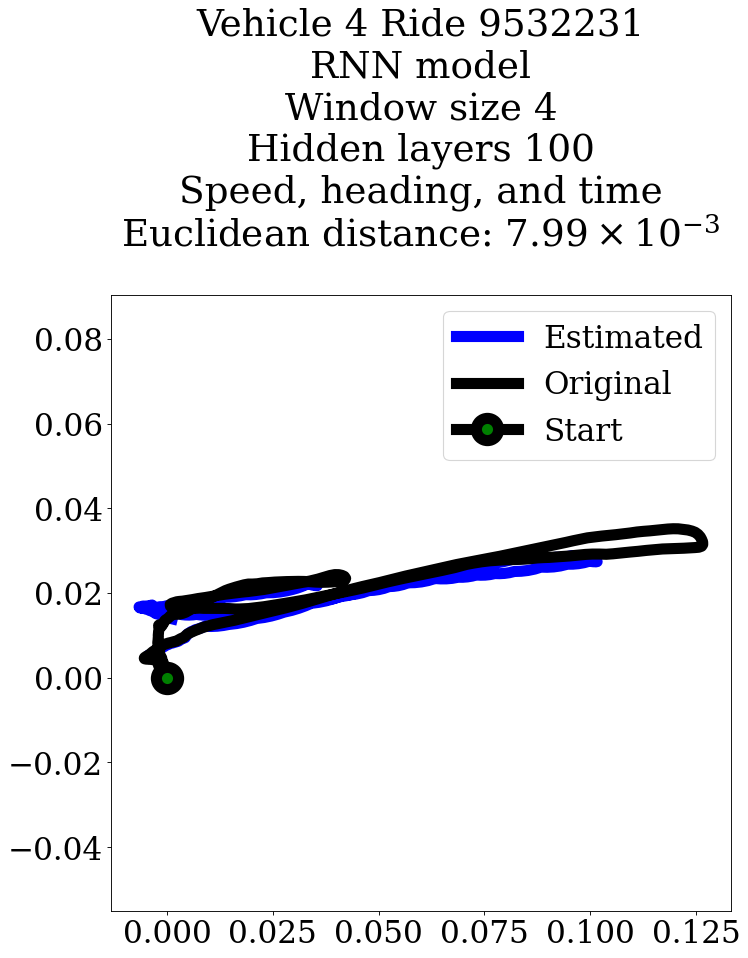 Vehicle 4 Ride 9532231
RNN model
Window size 4
Hidden layers 100
Speed, heading, and time
Euclidean distance: 7.99 × 10⁻³
Estimated
Original
Start
0.08
0.06
0.04
0.02
0.00
−0.02
−0.04
0.000 0.025 0.050 0.075 0.100 0.125